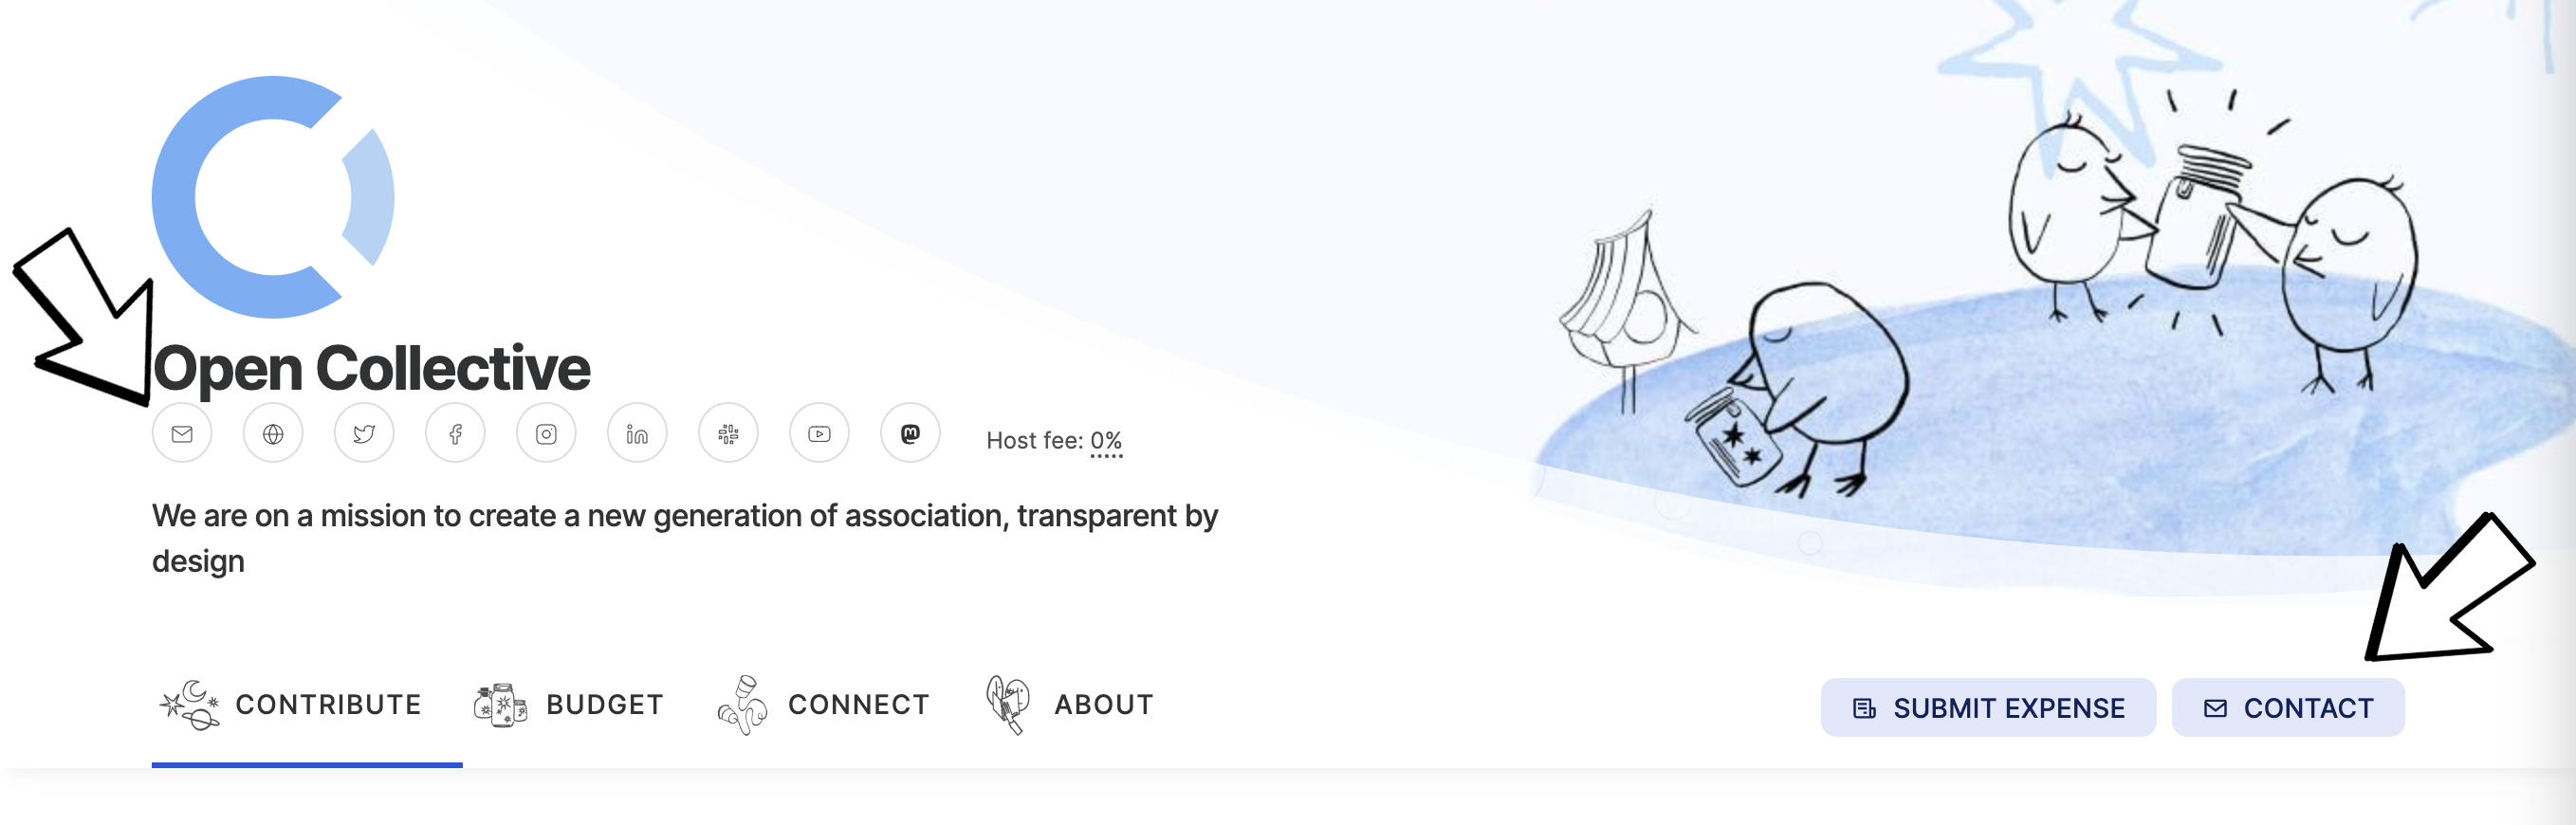 Open Collective
Host fee: 0%
We are on a mission to create a new generation of association, transparent by
design
CONTRIBUTE
BUDGET
CONNECT
ABOUT
SUBMIT EXPENSE
CONTACT